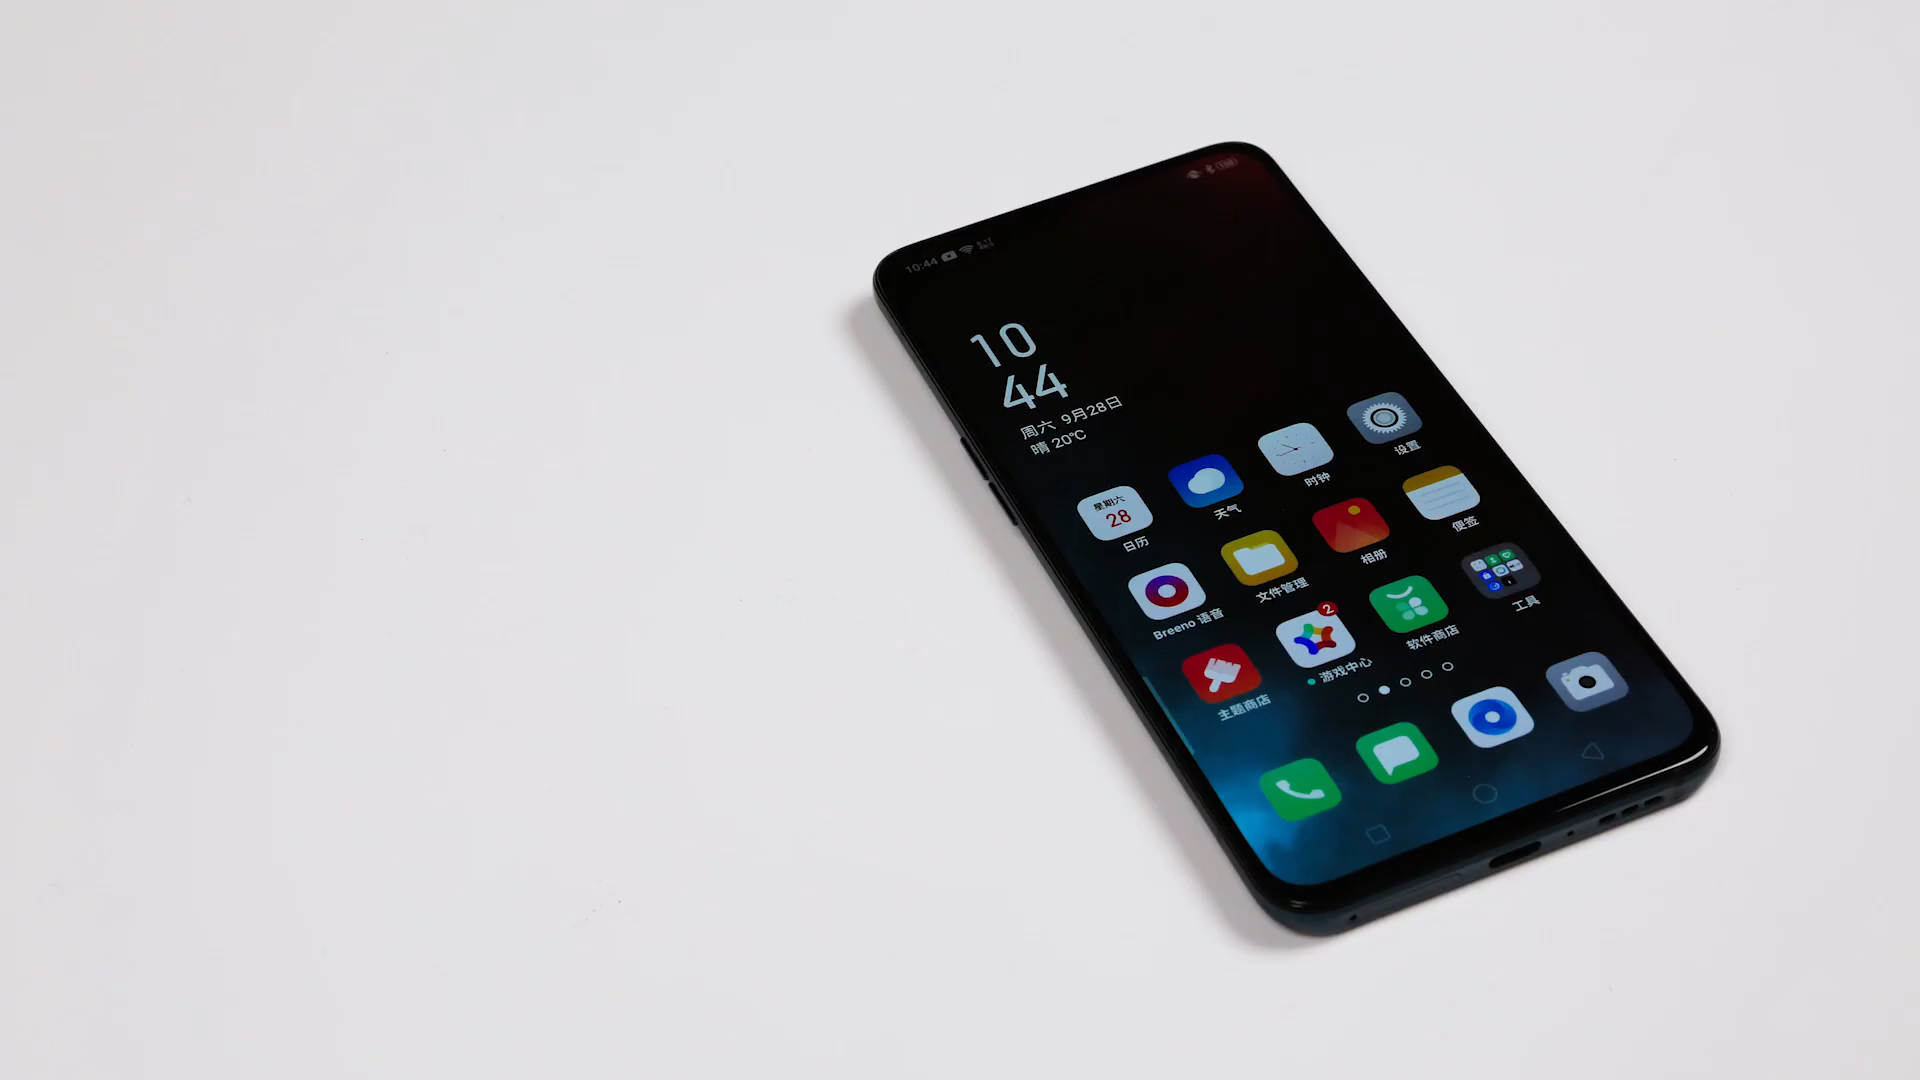 10:44
10
44
周六 9月28日
晴 20℃
星期六
28
日历
天气
时钟
设置
Breeno 语音
文件管理
相册
便签
主题商店
2
游戏中心
软件商店
工具